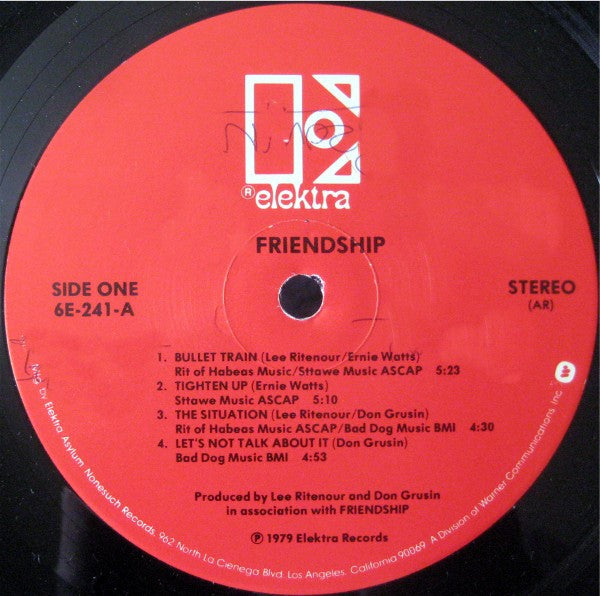 ® elektra
FRIENDSHIP
SIDE ONE
6E-241-A
STEREO
(AR)
1. BULLET TRAIN (Lee Ritenour/Ernie Watts)
Rit of Habeas Music/Sttawe Music ASCAP 5:23
2. TIGHTEN UP (Ernie Watts)
Sttawe Music ASCAP 5:10
3. THE SITUATION (Lee Ritenour/Don Grusin)
Rit of Habeas Music ASCAP/Bad Dog Music BMI 4:30
4. LET'S NOT TALK ABOUT IT (Don Grusin)
Bad Dog Music BMI 4:53
Produced by Lee Ritenour and Don Grusin
in association with FRIENDSHIP
℗ 1979 Elektra Records
Mfg. by Elektra Asylum Nonesuch Records, 962 North La Cienega Blvd. Los Angeles, California 90069 A Division of Warner Communications Inc.